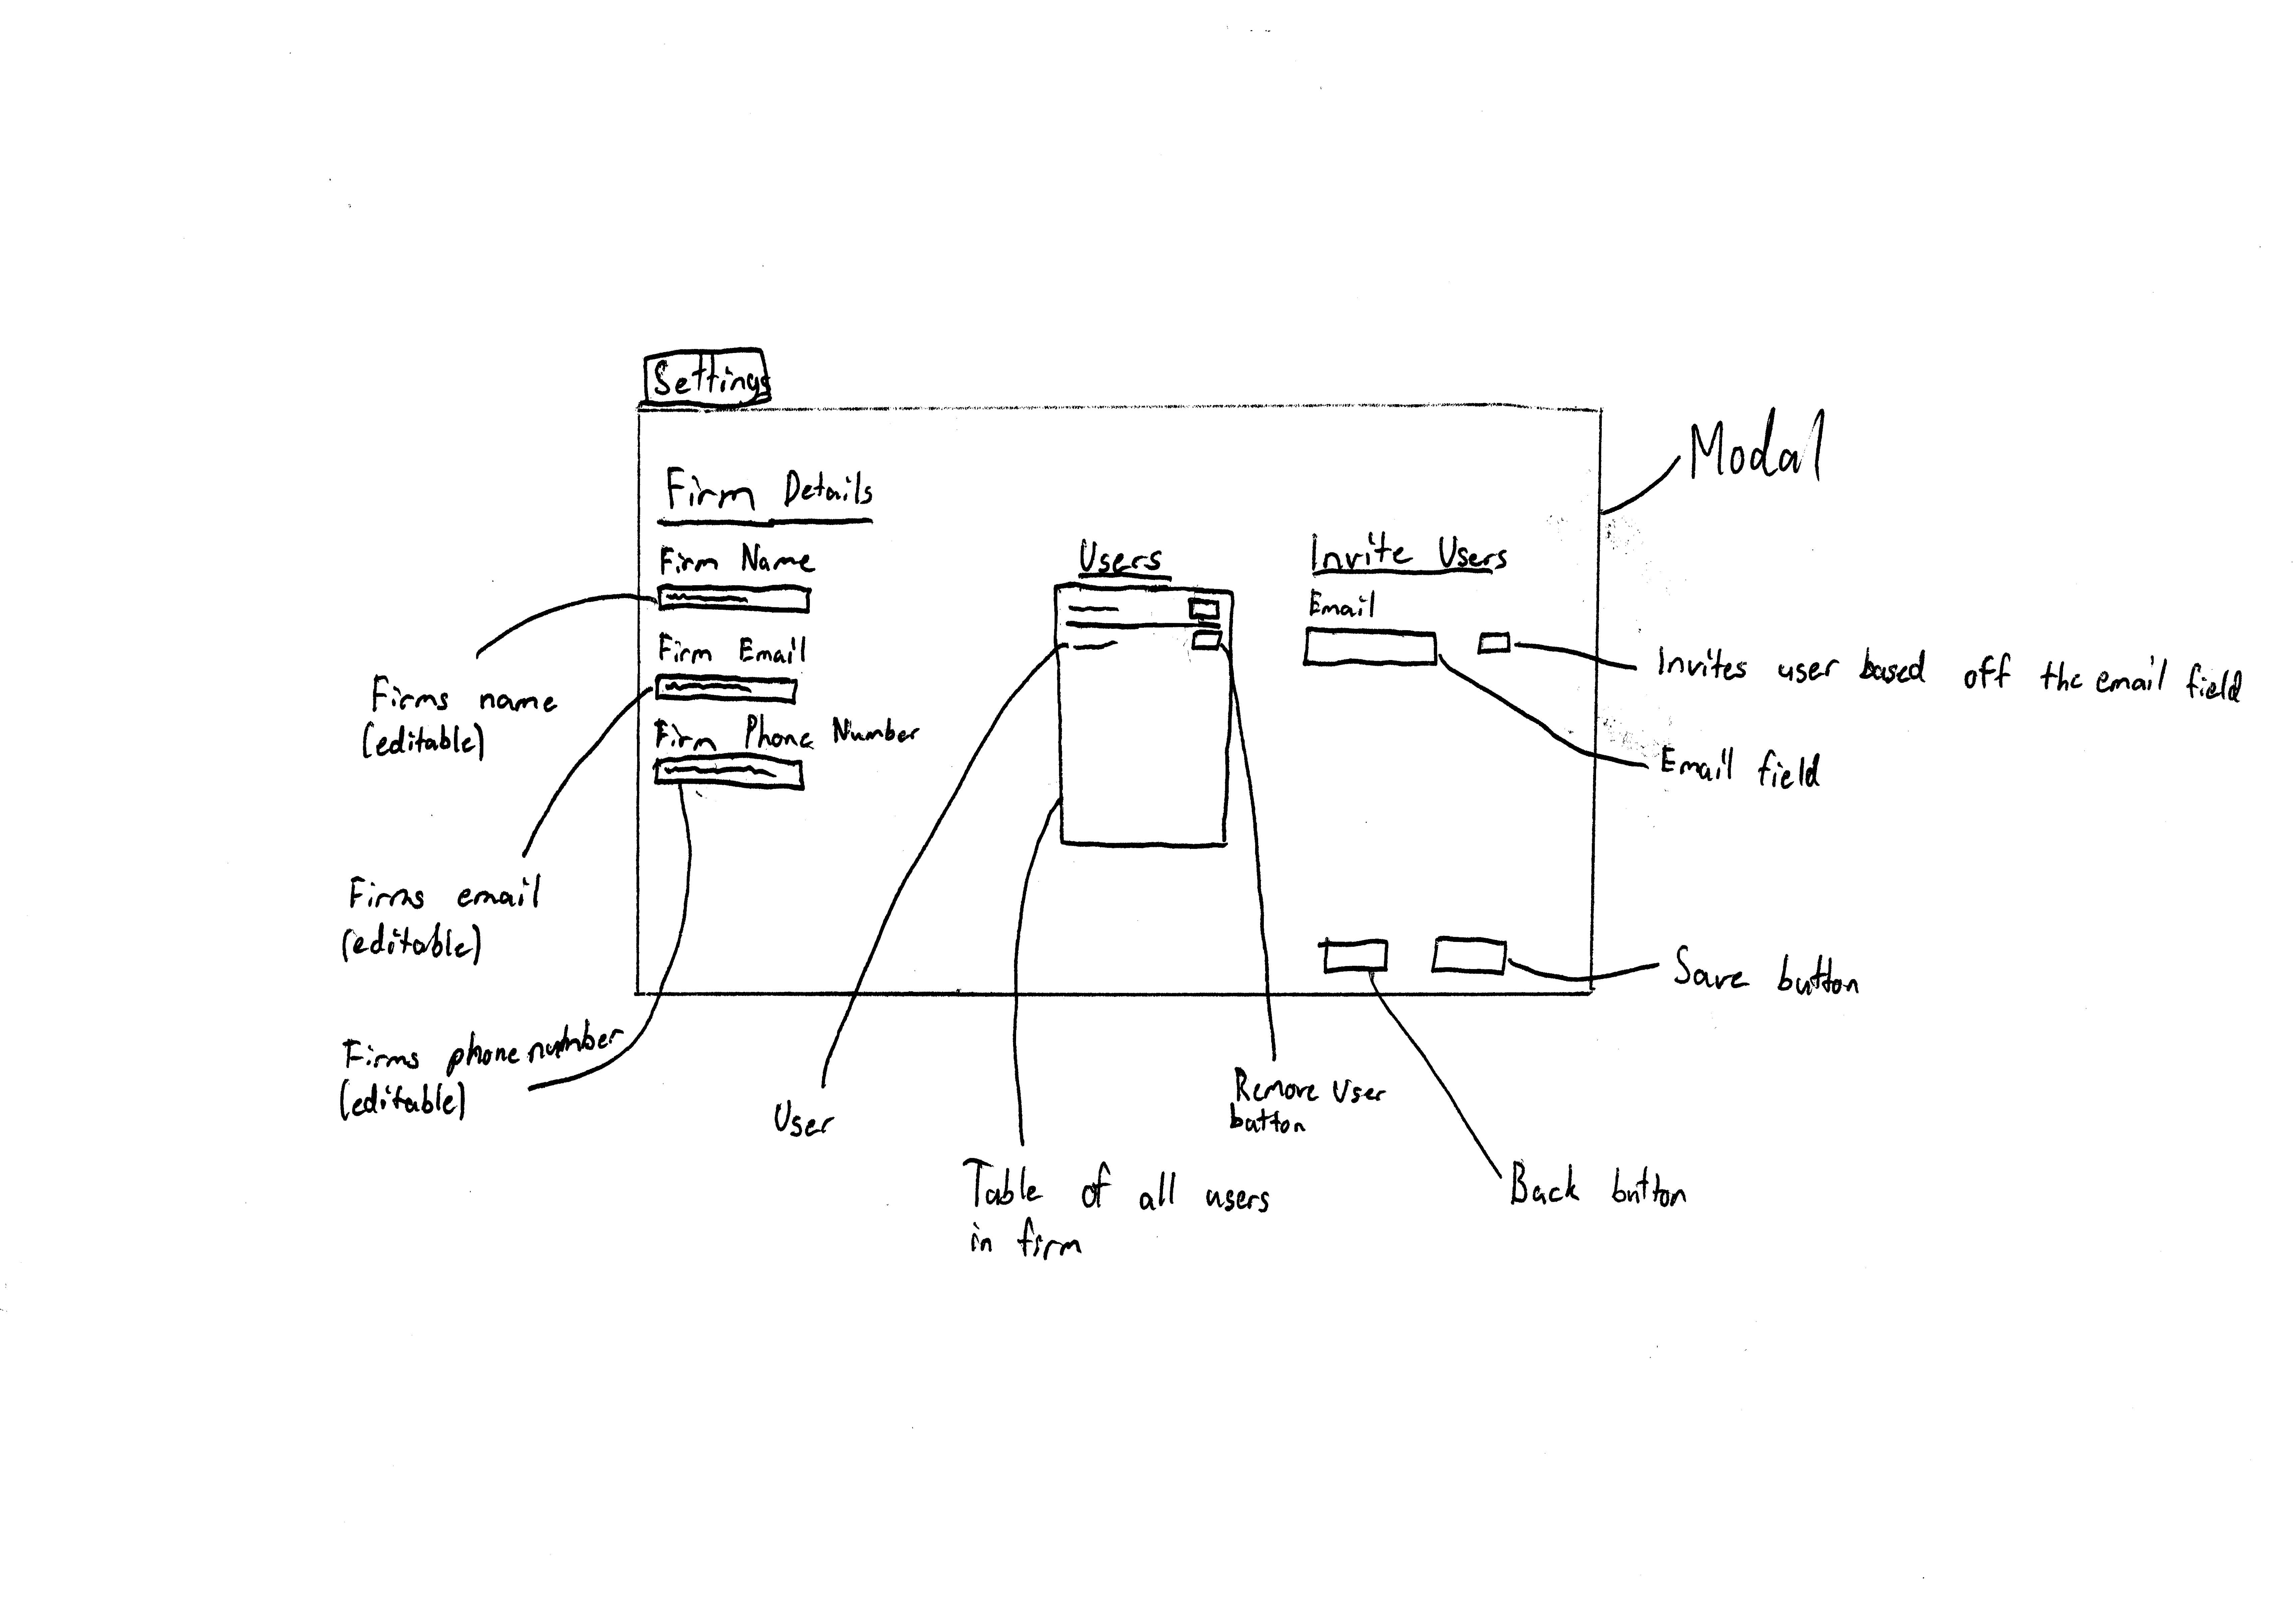 Settings
Modal
Firm Details
Firm Name
Users
Invite Users
Email
Firm Email
Invites user based off the email field
Firms name
(editable)
Firm Phone Number
Email field
Firms email
(editable)
Save button
Firms phone number
(editable)
User
Remove User
button
Table of all users
in firm
Back button